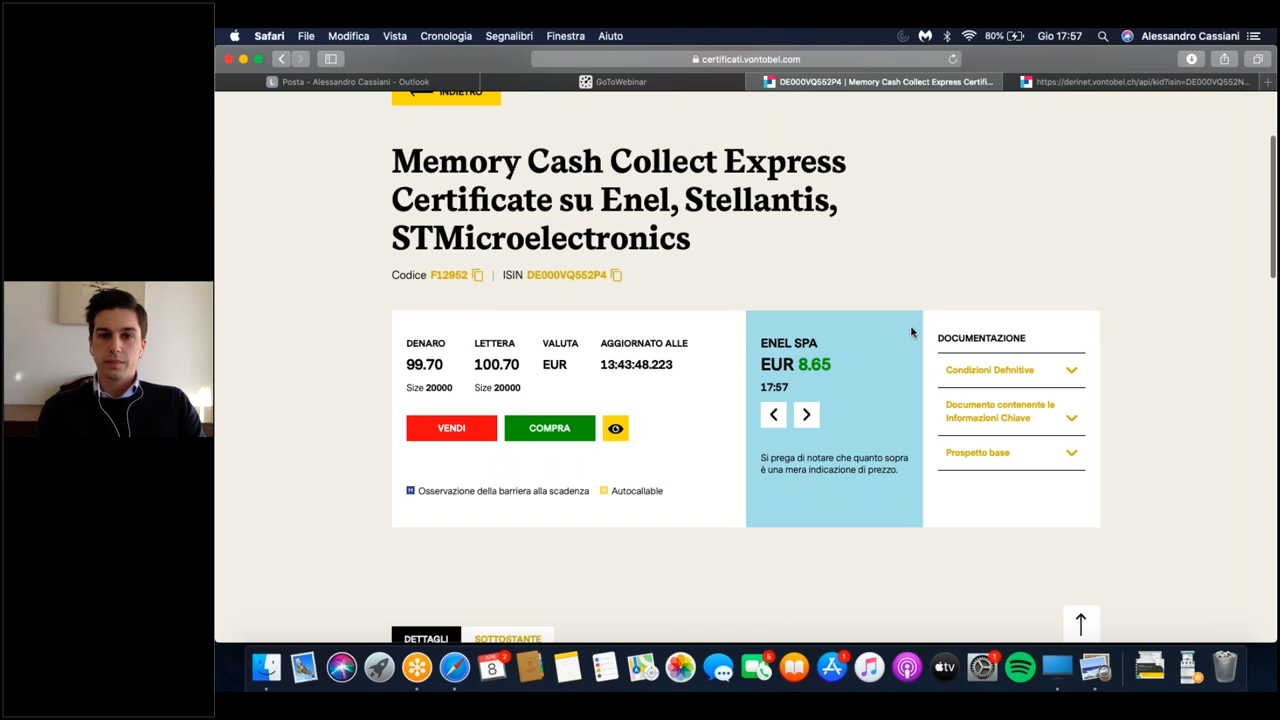 Safari File Modifica Vista Cronologia Segnalibri Finestra Aiuto 80% Gio 17:57 Alessandro Cassiani
certificati.vontobel.com
Posta - Alessandro Cassiani - Outlook GoToWebinar DE000VQ552P4 | Memory Cash Collect Express Certifi... https://derinet.vontobel.ch/api/kid?isin=DE000VQ552N...
INDIETRO
Memory Cash Collect Express
Certificate su Enel, Stellantis,
STMicroelectronics
Codice F12952 | ISIN DE000VQ552P4
DENARO LETTERA VALUTA AGGIORNATO ALLE
99.70 100.70 EUR 13:43:48.223
Size 20000 Size 20000
VENDI COMPRA
Osservazione della barriera alla scadenza Autocallable
ENEL SPA
EUR 8.65
17:57
Si prega di notare che quanto sopra
è una mera indicazione di prezzo.
DOCUMENTAZIONE
Condizioni Definitive
Documento contenente le
Informazioni Chiave
Prospetto base
DETTAGLI SOTTOSTANTE
8 tv